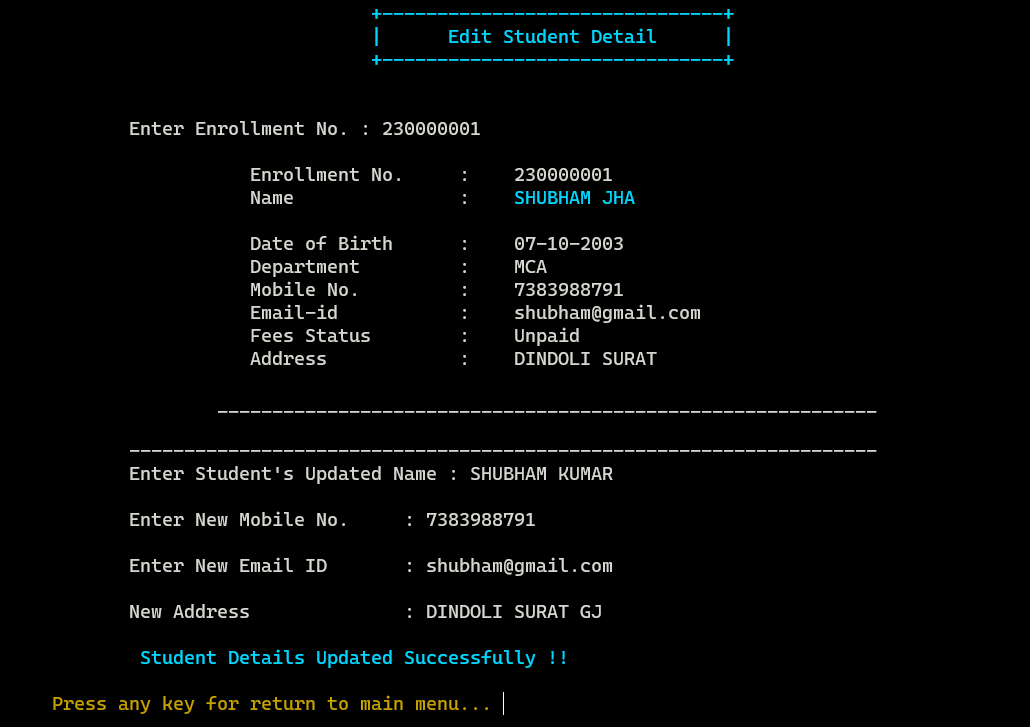 +-------------------------------+
| Edit Student Detail |
+-------------------------------+
Enter Enrollment No. : 230000001
Enrollment No. : 230000001
Name : SHUBHAM JHA
Date of Birth : 07-10-2003
Department : MCA
Mobile No. : 7383988791
Email-id : shubham@gmail.com
Fees Status : Unpaid
Address : DINDOLI SURAT
------------------------------------------------------------
--------------------------------------------------------------------
Enter Student's Updated Name : SHUBHAM KUMAR
Enter New Mobile No. : 7383988791
Enter New Email ID : shubham@gmail.com
New Address : DINDOLI SURAT GJ
Student Details Updated Successfully !!
Press any key for return to main menu...